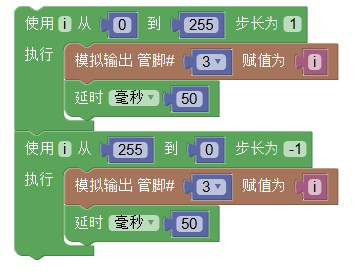 使用 i 从 0 到 255 步长为 1
执行 模拟输出 管脚# 3 赋值为 i
延时 毫秒 50
使用 i 从 255 到 0 步长为 -1
执行 模拟输出 管脚# 3 赋值为 i
延时 毫秒 50